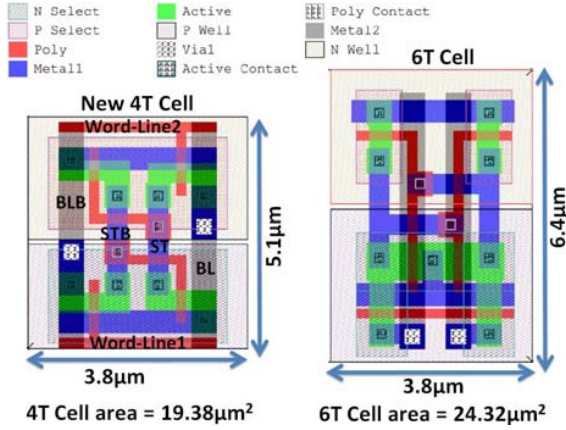 N Select
P Select
Poly
Metal1
Active
P Well
Via1
Active Contact
Poly Contact
Metal2
N Well
New 4T Cell
Word-Line2
BLB
STB
ST
BL
Word-Line1
5.1µm
3.8µm
4T Cell area = 19.38µm²
6T Cell
6.4µm
3.8µm
6T Cell area = 24.32µm²